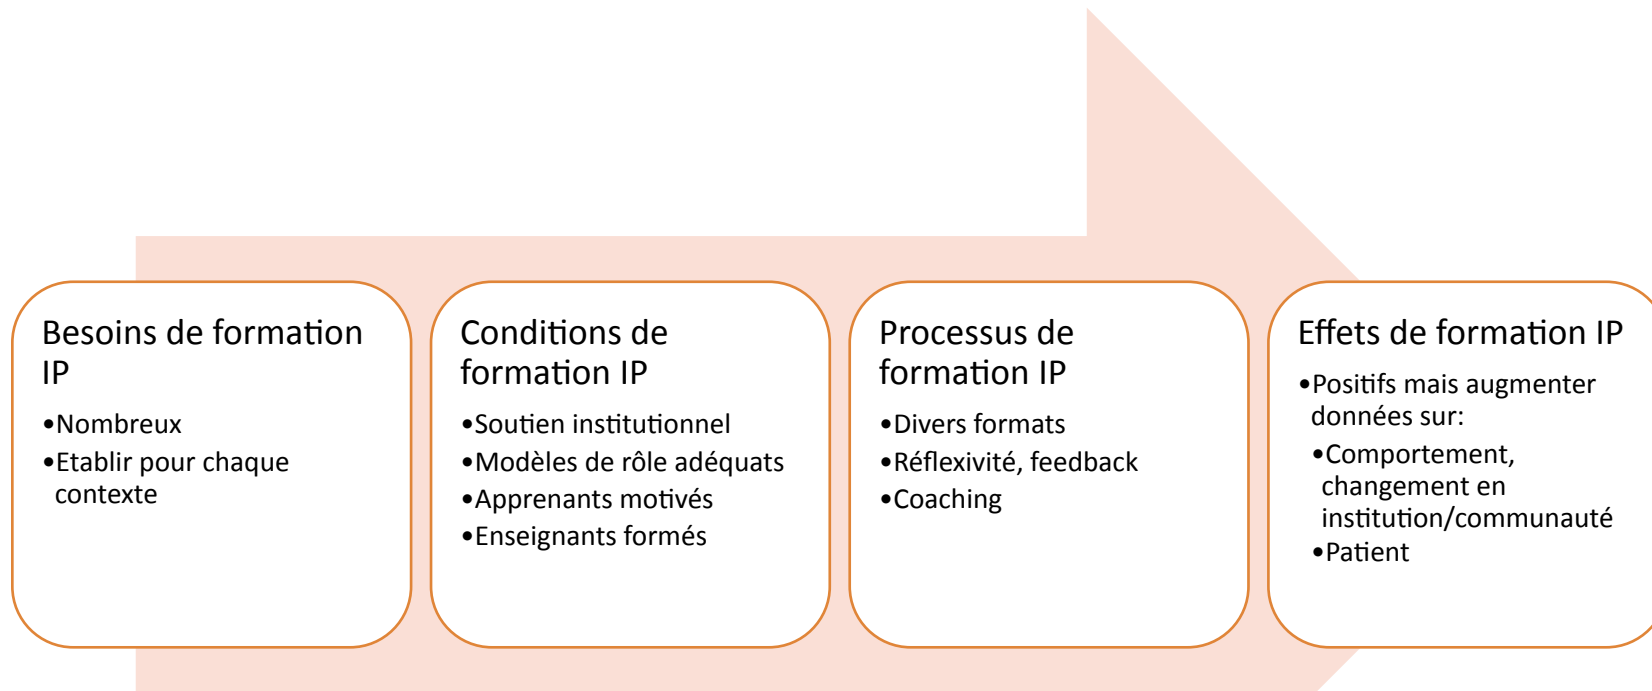 Besoins de formation
IP
•Nombreux
•Etablir pour chaque
contexte
Conditions de
formation IP
•Soutien institutionnel
•Modèles de rôle adéquats
•Apprenants motivés
•Enseignants formés
Processus de
formation IP
•Divers formats
•Réflexivité, feedback
•Coaching
Effets de formation IP
•Positifs mais augmenter
données sur:
•Comportement,
changement en
institution/communauté
•Patient